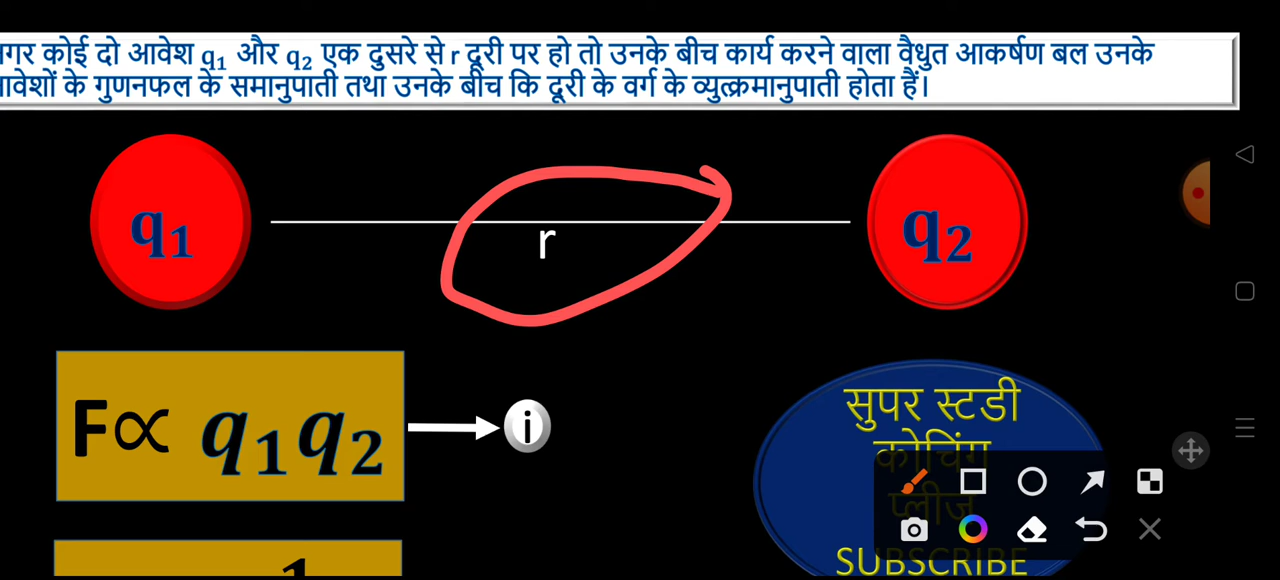 गर कोई दो आवेश q₁ और q₂ एक दुसरे से r दूरी पर हो तो उनके बीच कार्य करने वाला वैधुत आकर्षण बल उनके
ावेशों के गुणनफल के समानुपाती तथा उनके बीच कि दूरी के वर्ग के व्युत्क्रमानुपाती होता हैं।
q₁
r
q₂
F∝ q₁q₂
i
सुपर स्टडी
कोचिंग
प्लीज
SUBSCRIBE
1